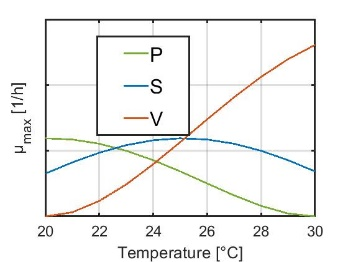 P
S
V
μmax [1/h]
20 22 24 26 28 30
Temperature [°C]